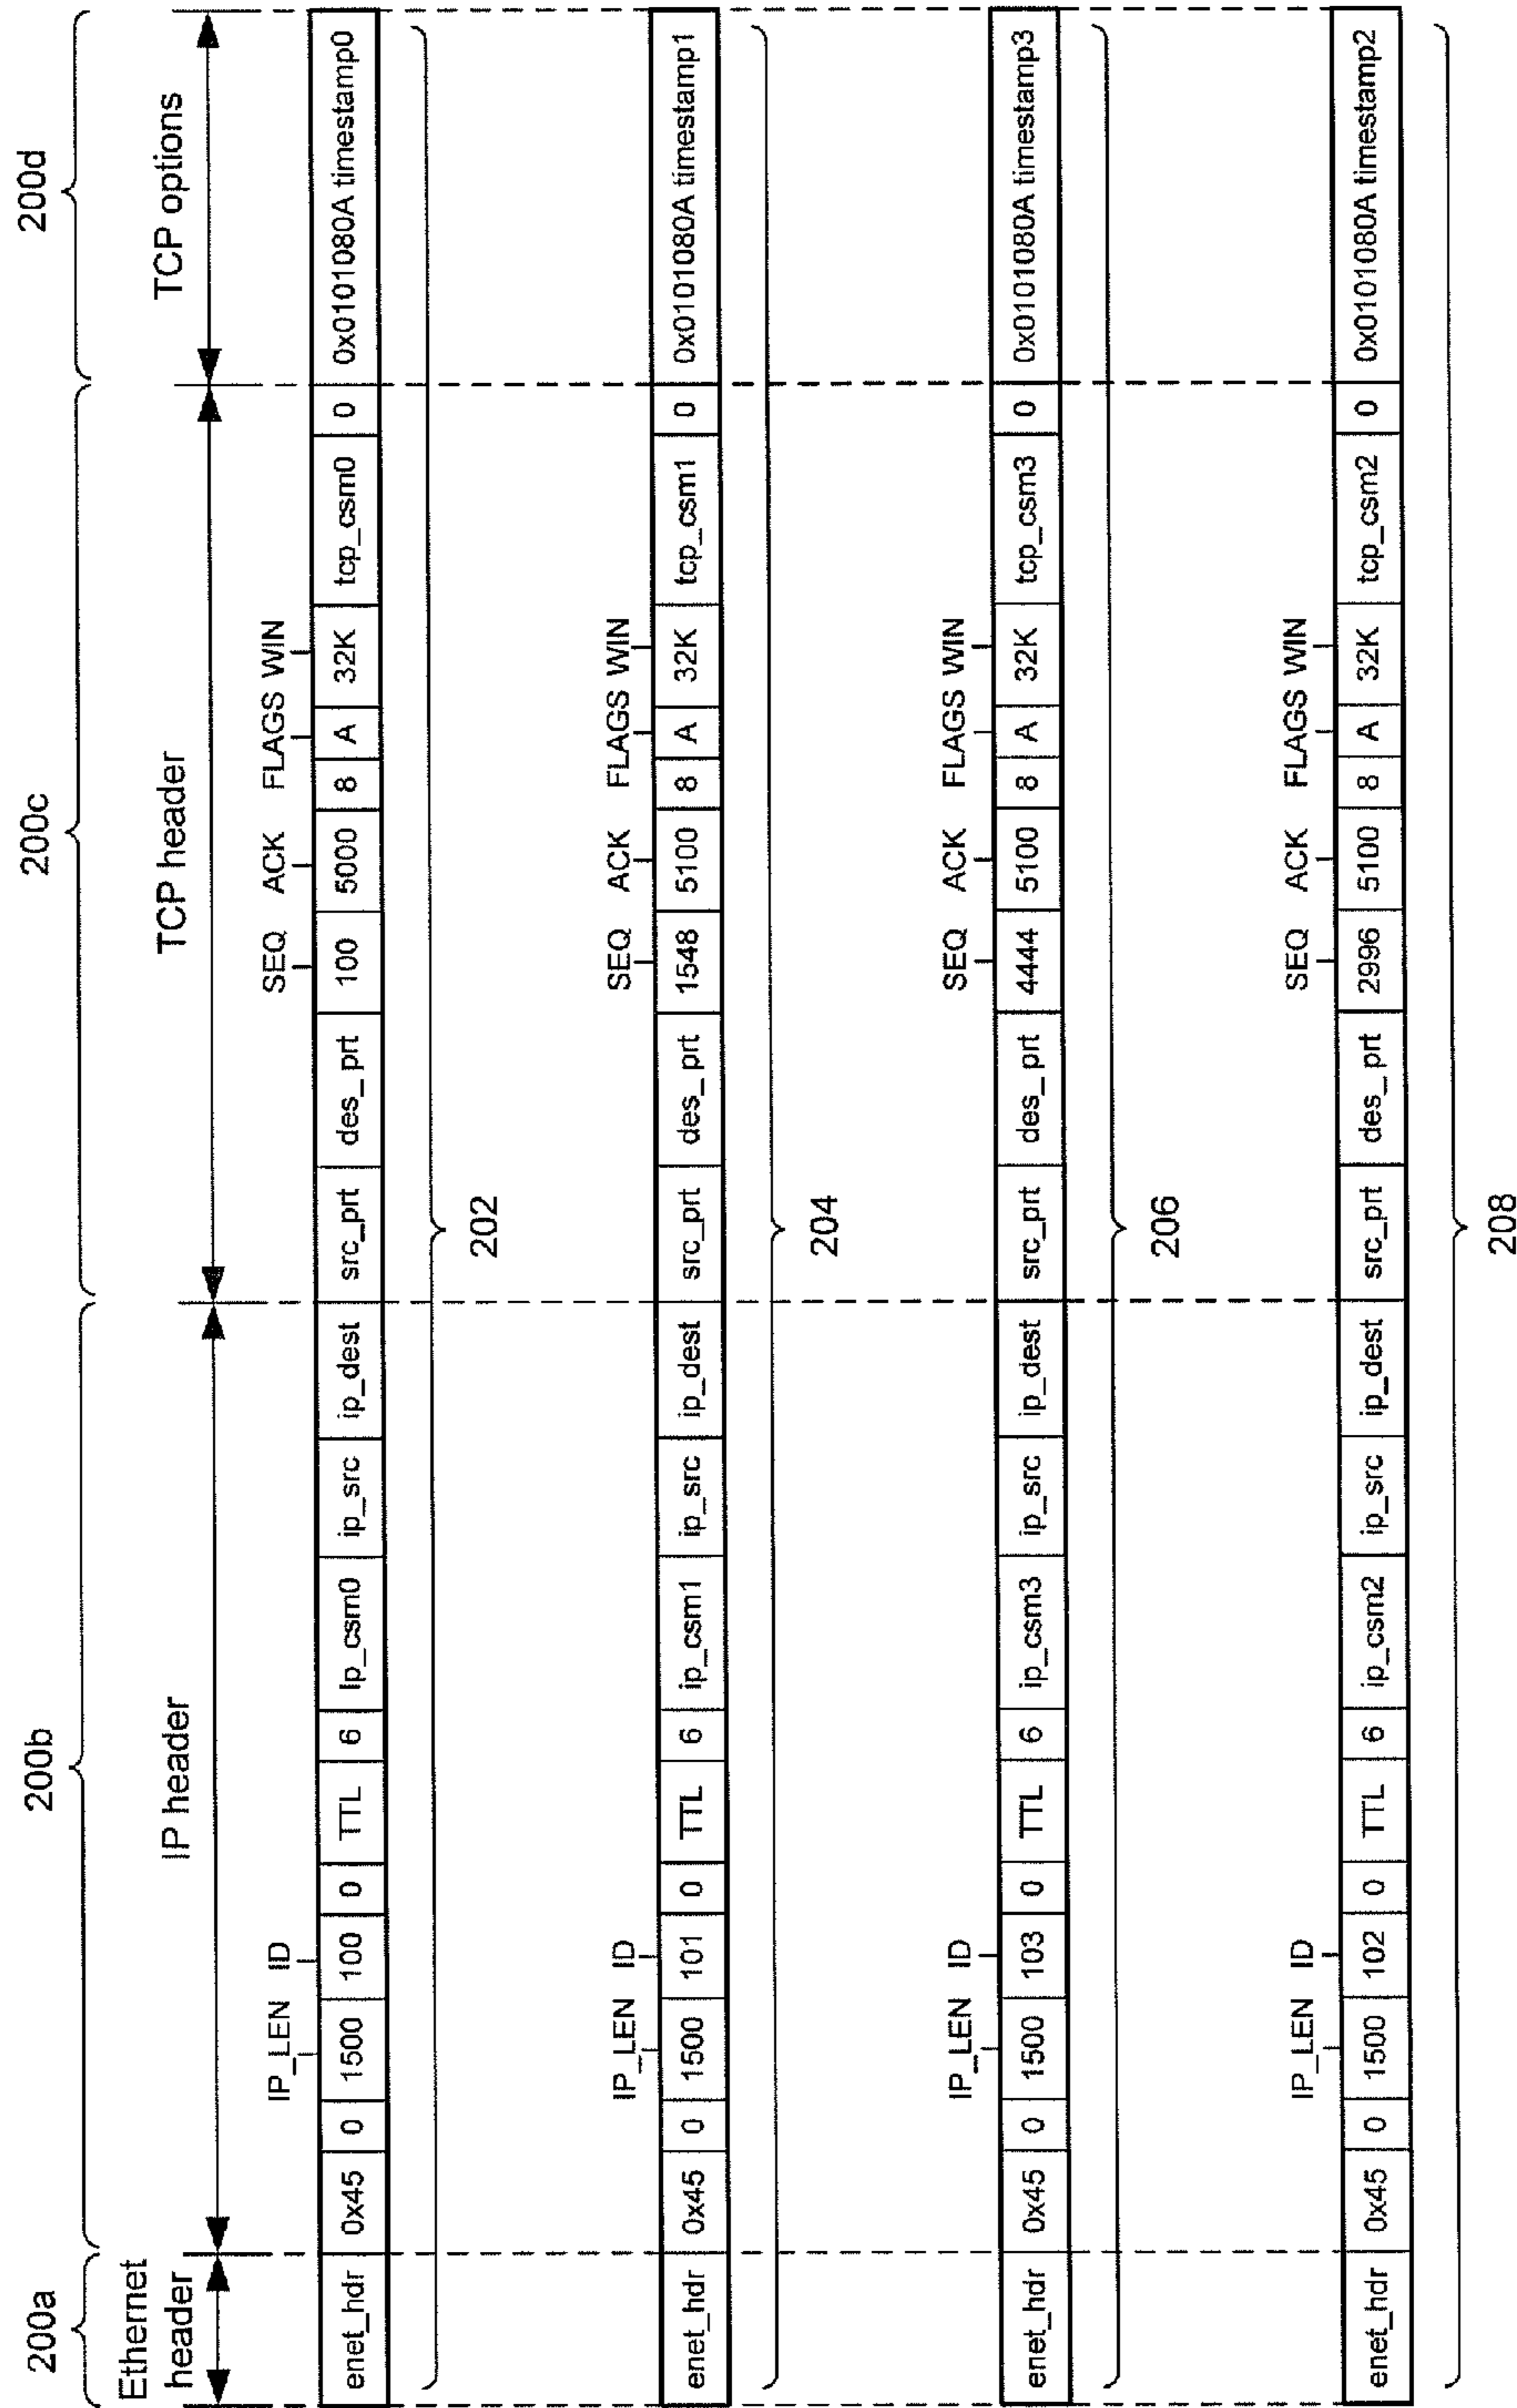 200a 200b 200c 200d
Ethernet header IP header TCP header TCP options
IP_LEN ID SEQ ACK FLAGS WIN
enet_hdr 0x45 0 1500 100 0 TTL 6 Ip_csm0 ip_src ip_dest src_prt des_prt 100 5000 8 A 32K tcp_csm0 0 0x0101080A timestamp0
202
IP_LEN ID SEQ ACK FLAGS WIN
enet_hdr 0x45 0 1500 101 0 TTL 6 ip_csm1 ip_src ip_dest src_prt des_prt 1548 5100 8 A 32K tcp_csm1 0 0x0101080A timestamp1
204
IP_LEN ID SEQ ACK FLAGS WIN
enet_hdr 0x45 0 1500 103 0 TTL 6 ip_csm3 ip_src ip_dest src_prt des_prt 4444 5100 8 A 32K tcp_csm3 0 0x0101080A timestamp3
206
IP_LEN ID SEQ ACK FLAGS WIN
enet_hdr 0x45 0 1500 102 0 TTL 6 ip_csm2 ip_src ip_dest src_prt des_prt 2996 5100 8 A 32K tcp_csm2 0 0x0101080A timestamp2
208